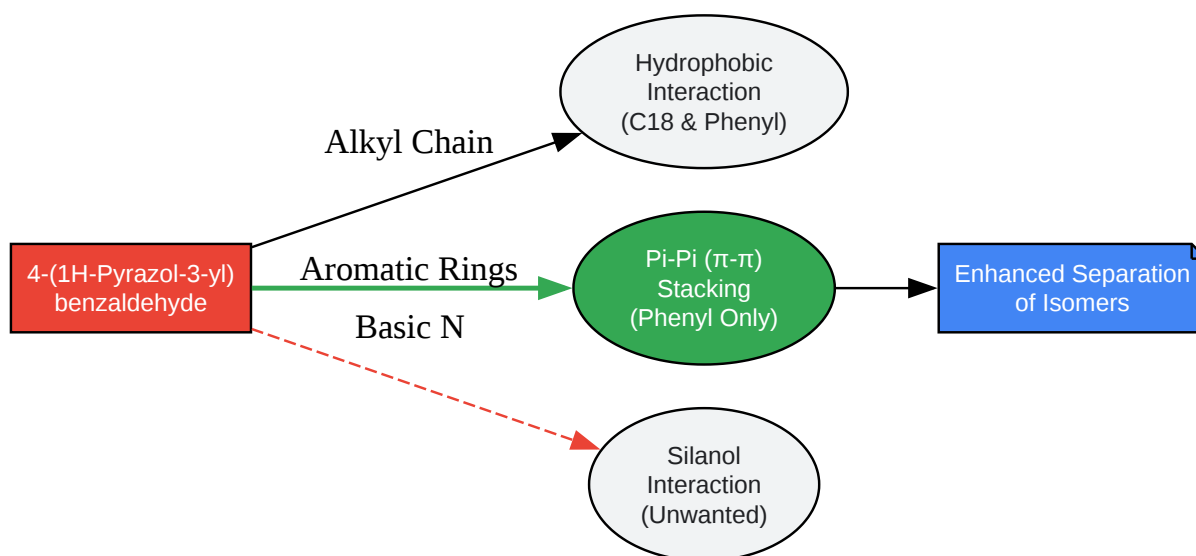 Hydrophobic
Interaction
(C18 & Phenyl)
Alkyl Chain
4-(1H-Pyrazol-3-yl)
benzaldehyde
Aromatic Rings
Basic N
Pi-Pi (π-π)
Stacking
(Phenyl Only)
Enhanced Separation
of Isomers
Silanol
Interaction
(Unwanted)